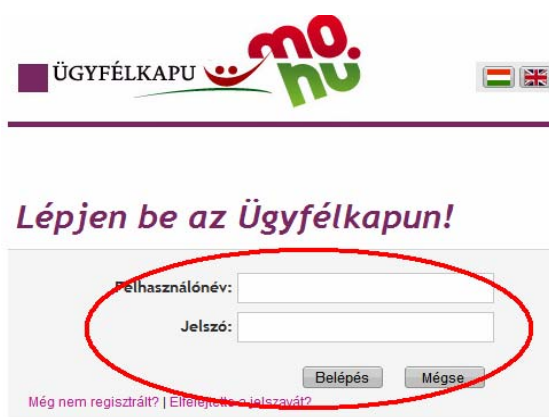 ÜGYFÉLKAPU mo.hu
Lépjen be az Ügyfélkapun!
Felhasználónév:
Jelszó:
Belépés Mégse
Még nem regisztrált? | Elfelejtette a jelszavát?